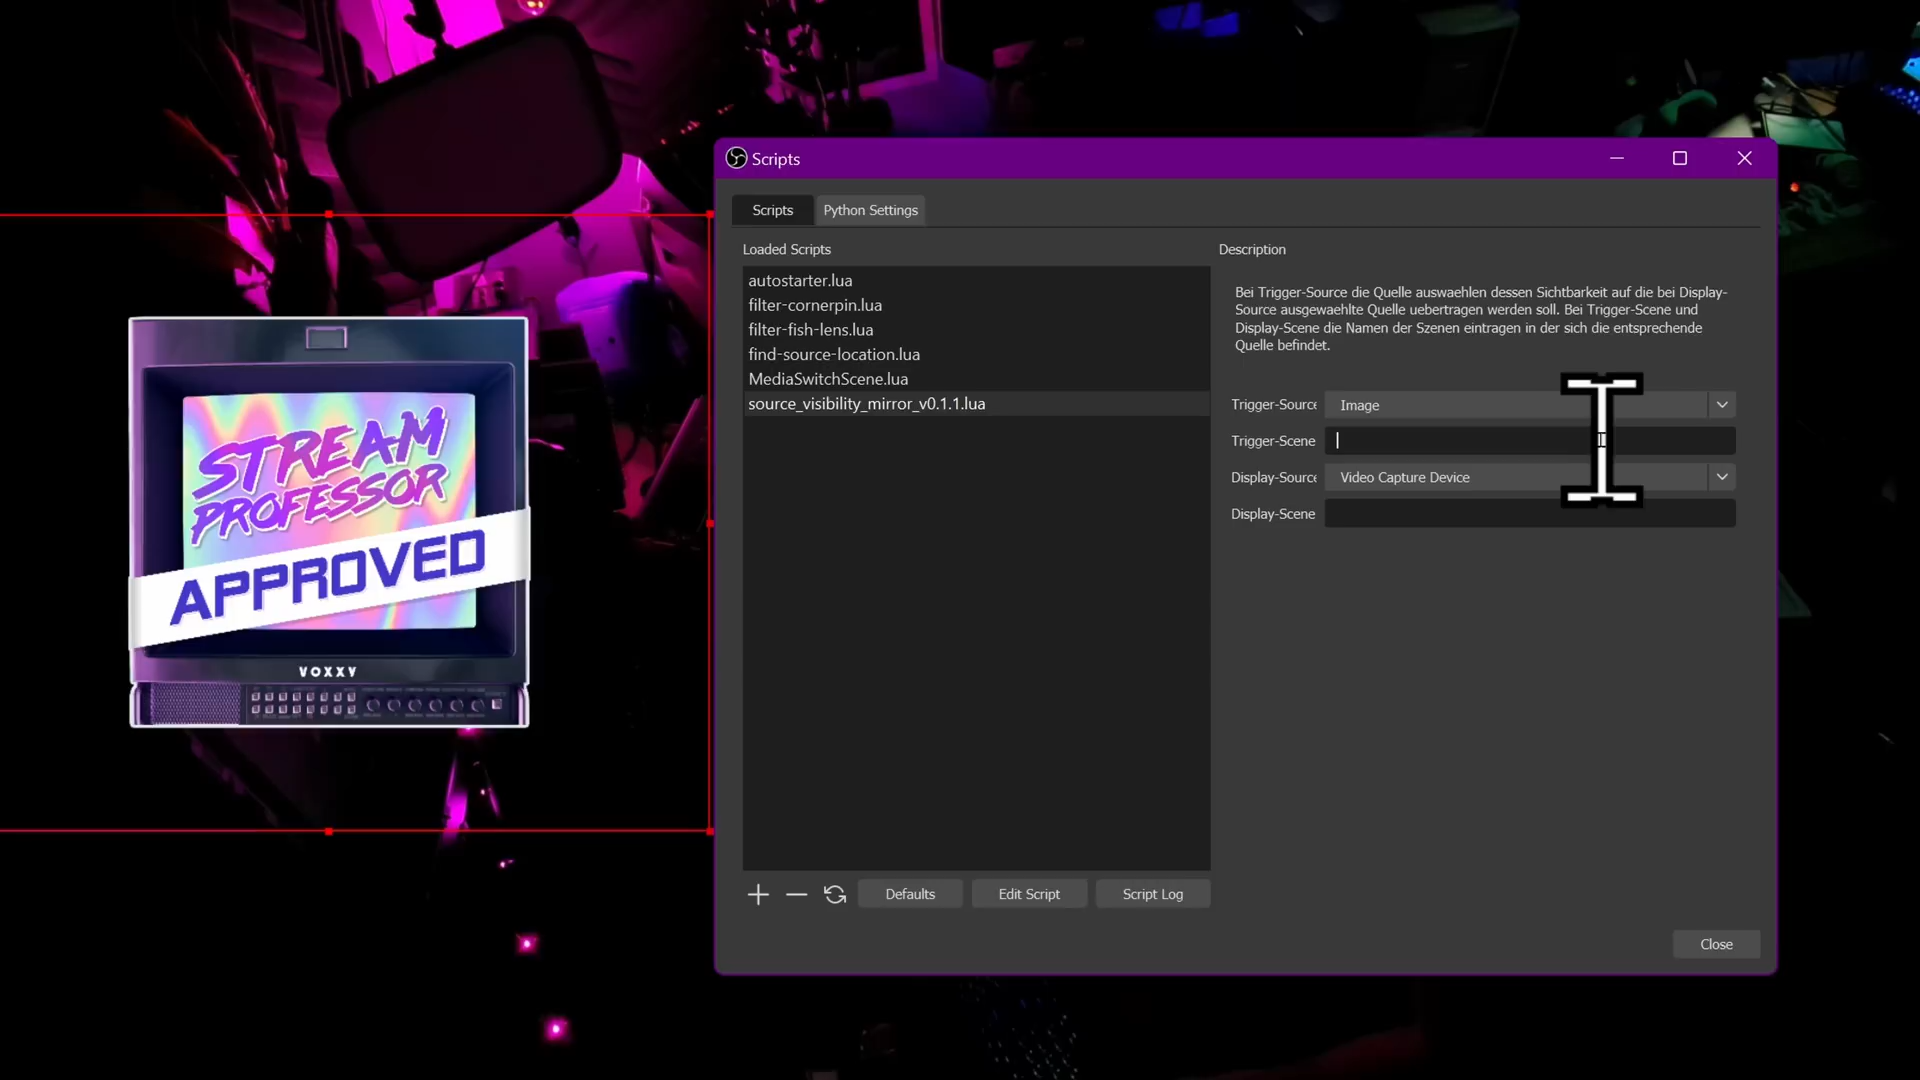 Scripts
Scripts
Python Settings
Loaded Scripts
autostarter.lua
filter-cornerpin.lua
filter-fish-lens.lua
find-source-location.lua
MediaSwitchScene.lua
source_visibility_mirror_v0.1.1.lua
Defaults
Edit Script
Script Log
Description
Bei Trigger-Source die Quelle auswaehlen dessen Sichtbarkeit auf die bei Display-
Source ausgewaehlte Quelle uebertragen werden soll. Bei Trigger-Scene und
Display-Scene die Namen der Szenen eintragen in der sich die entsprechende
Quelle befindet.
Trigger-Source
Image
Trigger-Scene
Display-Source
Video Capture Device
Display-Scene
Close
STREAM
PROFESSOR
APPROVED
VOXXV